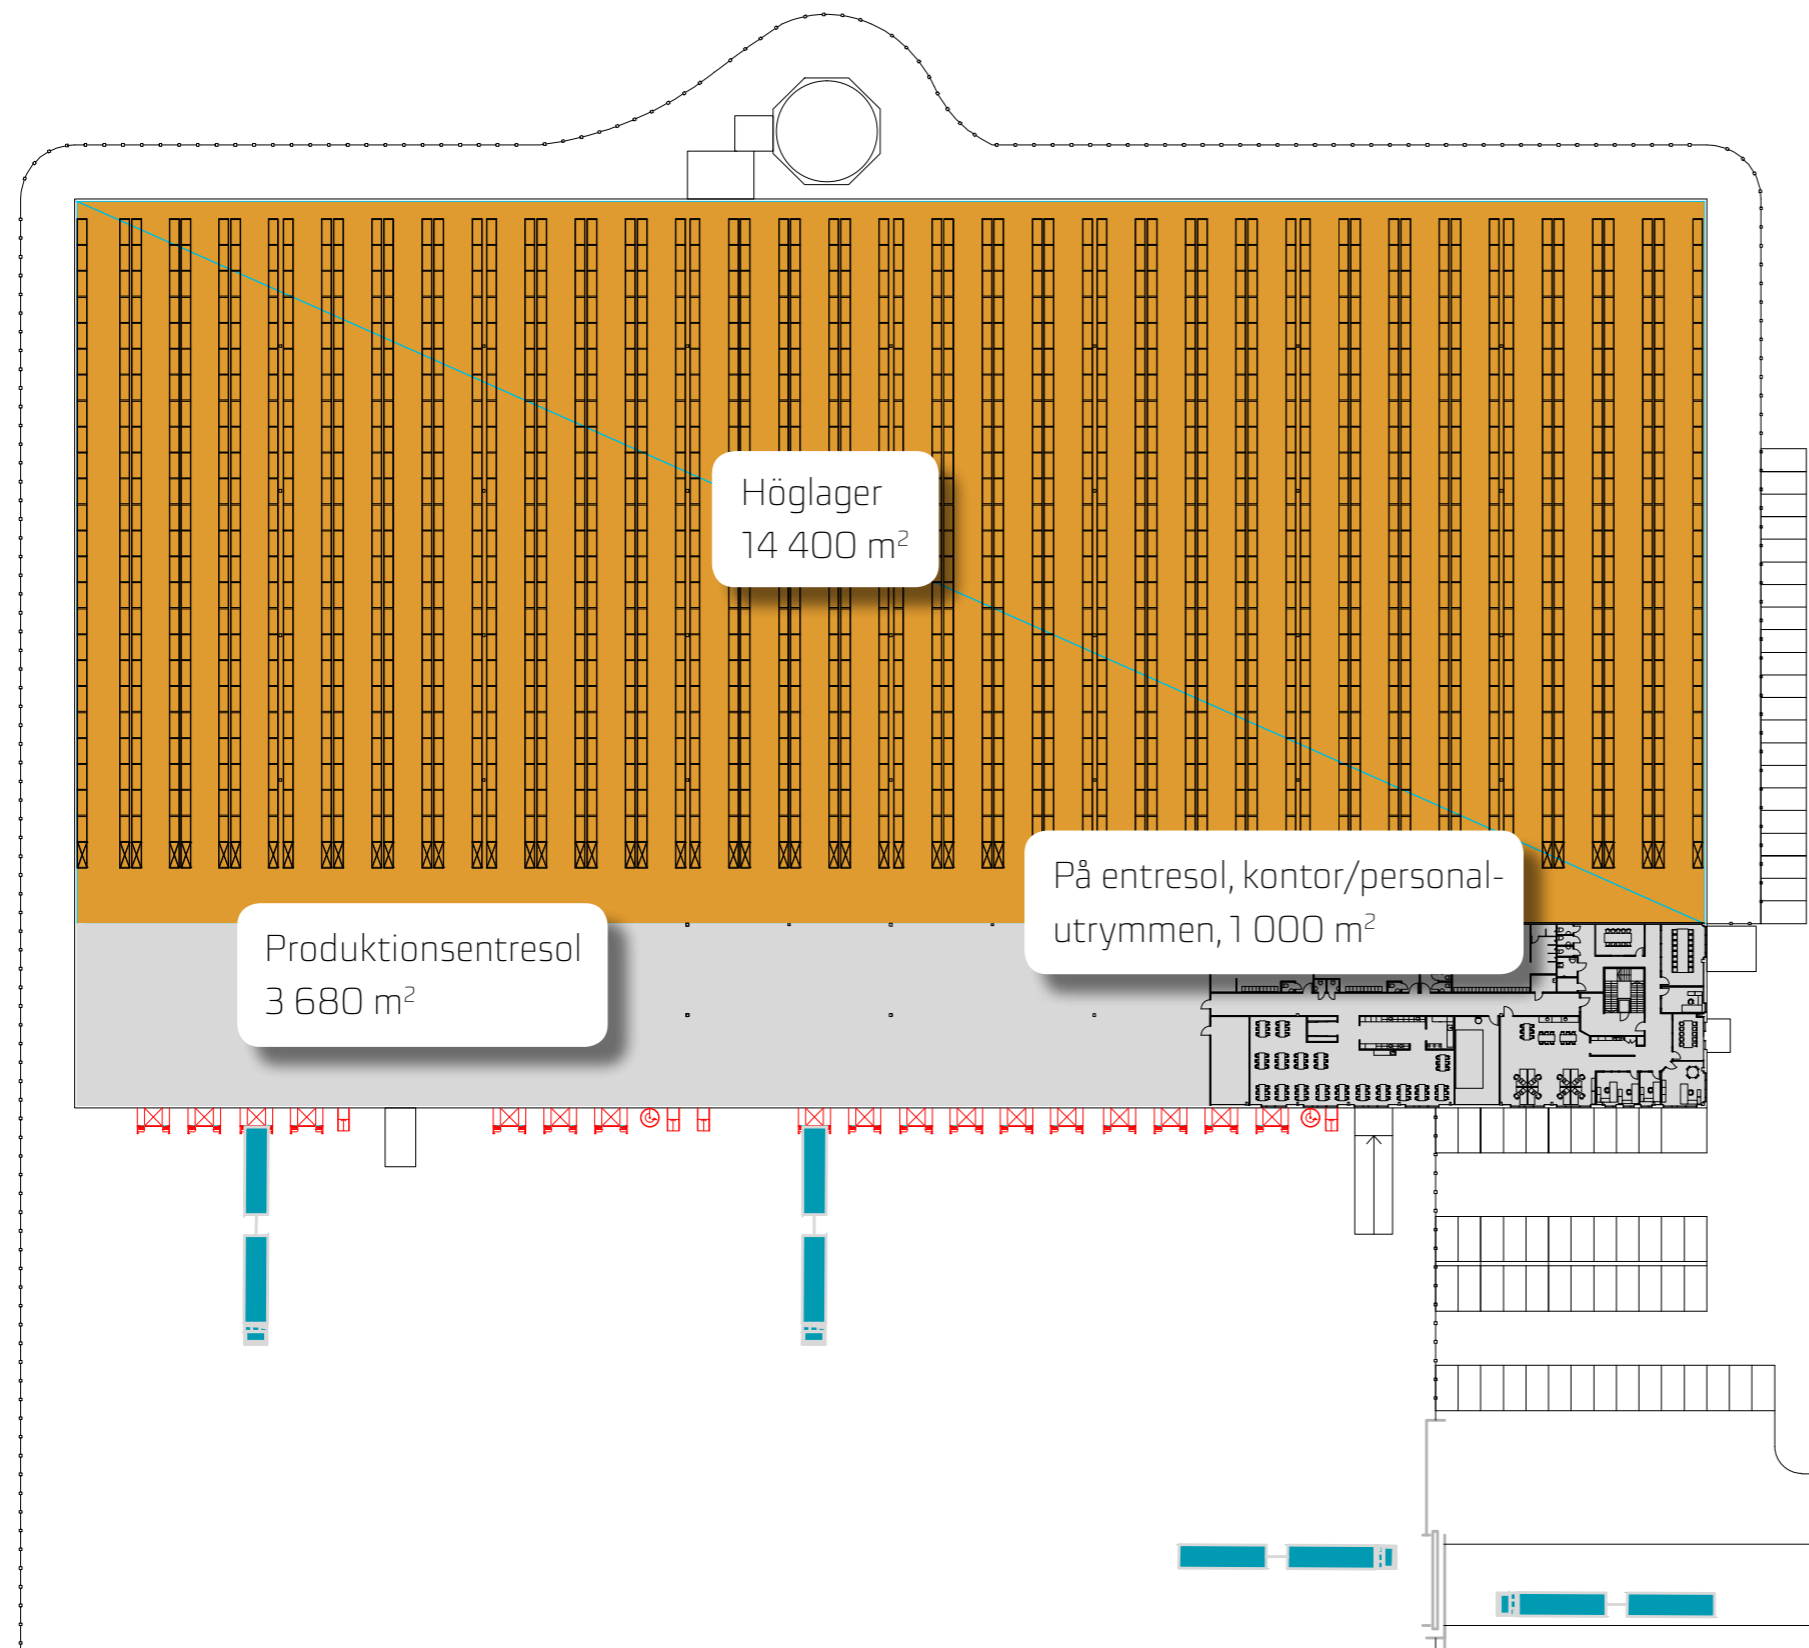 Höglager
14 400 m²
På entresol, kontor/personal-
utrymmen, 1 000 m²
Produktionsentresol
3 680 m²